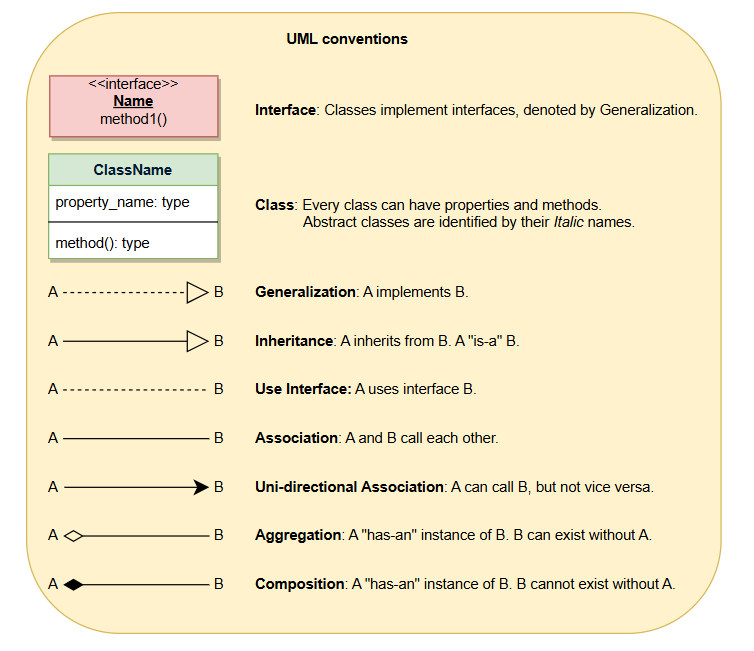 UML conventions
<<interface>>
Name
method1()
Interface: Classes implement interfaces, denoted by Generalization.
ClassName
property_name: type
method(): type
Class: Every class can have properties and methods.
Abstract classes are identified by their Italic names.
A B Generalization: A implements B.
A B Inheritance: A inherits from B. A "is-a" B.
A B Use Interface: A uses interface B.
A B Association: A and B call each other.
A B Uni-directional Association: A can call B, but not vice versa.
A B Aggregation: A "has-an" instance of B. B can exist without A.
A B Composition: A "has-an" instance of B. B cannot exist without A.